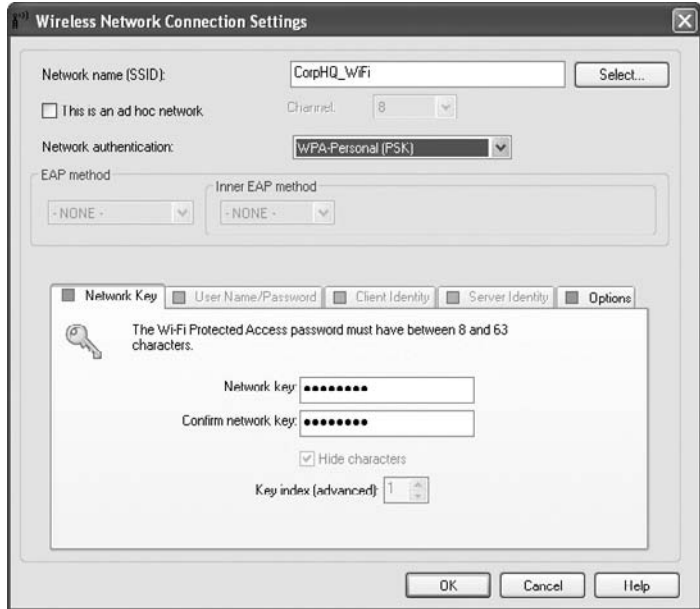 Wireless Network Connection Settings
Network name (SSID): CorpHQ_WiFi Select...
This is an ad hoc network Channel: 8
Network authentication: WPA-Personal (PSK)
EAP method
Inner EAP method
- NONE - - NONE -
Network Key User Name/Password Client Identity Server Identity Options
The Wi-Fi Protected Access password must have between 8 and 63
characters.
Network key: ●●●●●●●●
Confirm network key: ●●●●●●●●
Hide characters
Key index (advanced): 1
OK Cancel Help